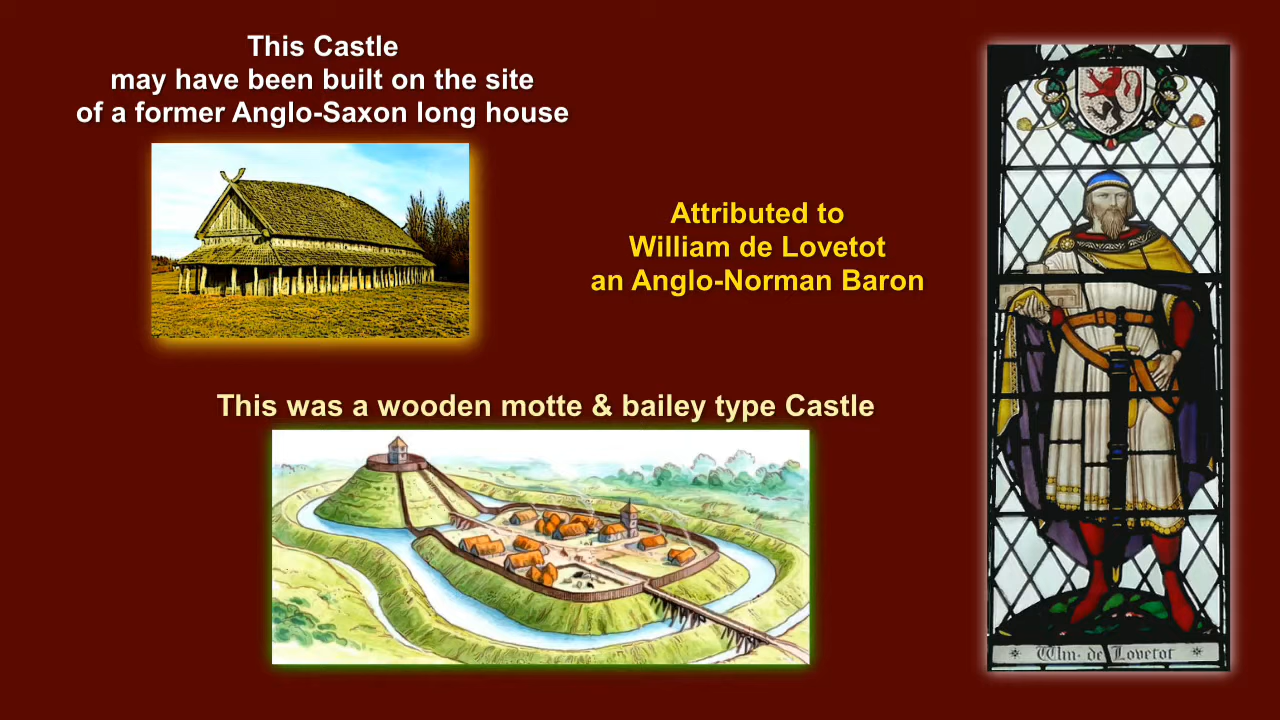 This Castle
may have been built on the site
of a former Anglo-Saxon long house
Attributed to
William de Lovetot
an Anglo-Norman Baron
This was a wooden motte & bailey type Castle
Wm. de Lovetot